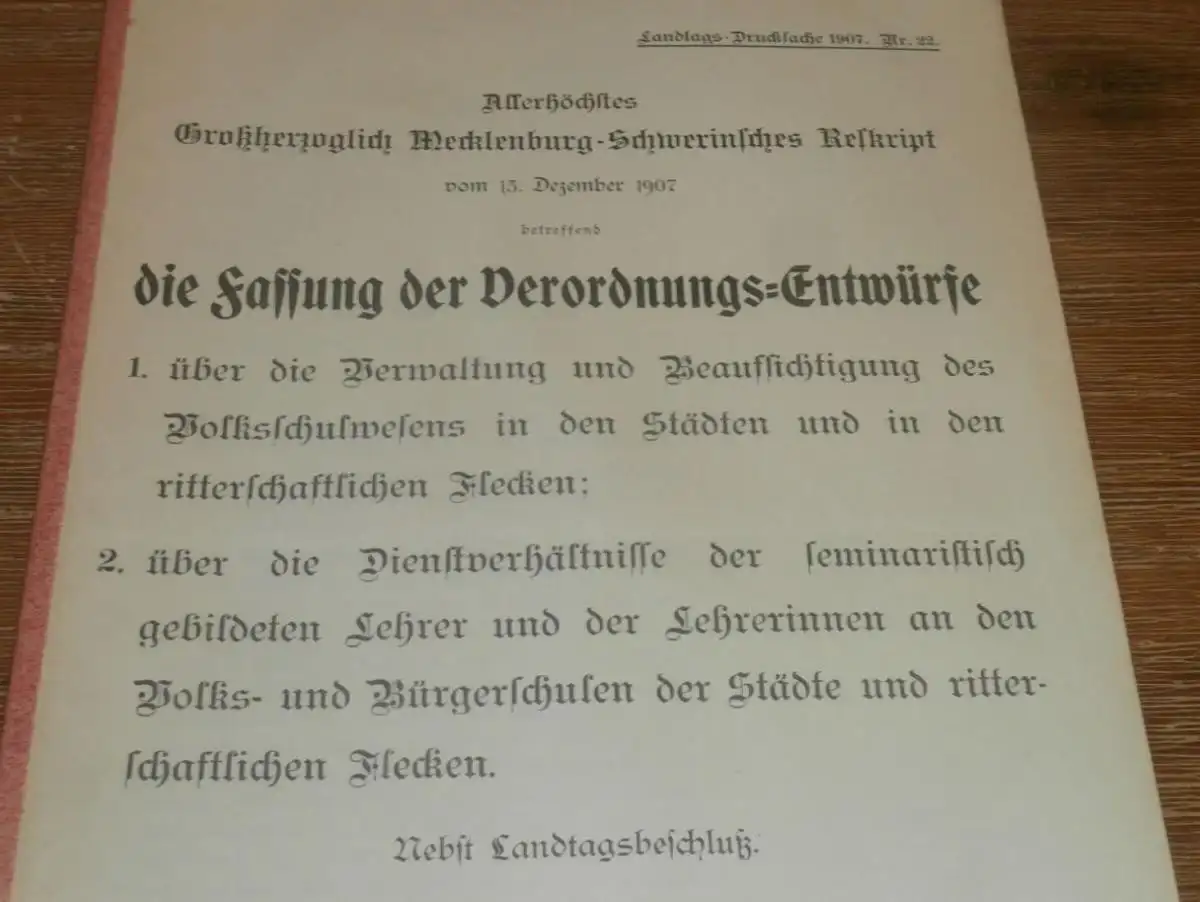 Landtags-Drucksache 1907. Nr. 22.
Allerhöchstes
Großherzoglich Mecklenburg-Schwerinsches Reskript
vom 13. Dezember 1907
betreffend
die Fassung der Verordnungs=Entwürfe
1. über die Verwaltung und Beaufsichtigung des
Volksschulwesens in den Städten und in den
ritterschaftlichen Flecken;
2. über die Dienstverhältnisse der seminaristisch
gebildeten Lehrer und der Lehrerinnen an den
Volks- und Bürgerschulen der Städte und ritter-
schaftlichen Flecken.
Nebst Landtagsbeschluß.